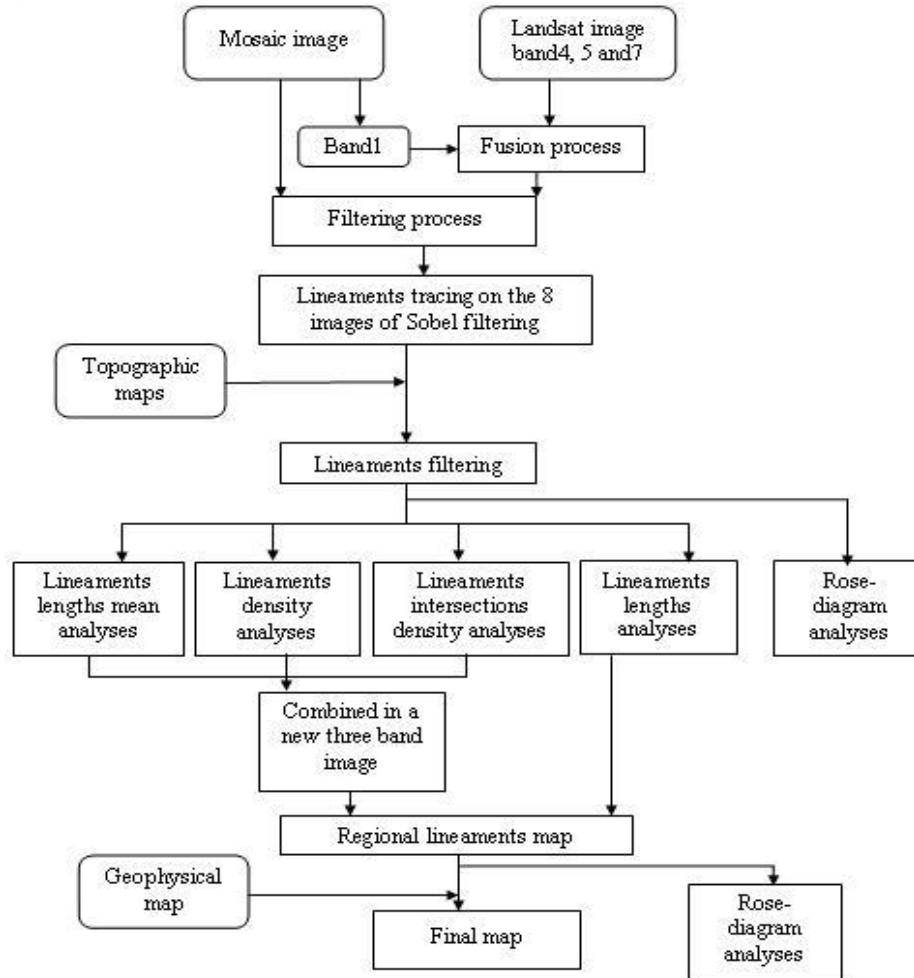 Mosaic image
Landsat image
band4, 5 and7
Band1
Fusion process
Filtering process
Lineaments tracing on the 8
images of Sobel filtering
Topographic
maps
Lineaments filtering
Lineaments
lengths mean
analyses
Lineaments
density
analyses
Lineaments
intersections
density analyses
Lineaments
lengths
analyses
Rose-
diagram
analyses
Combined in a
new three band
image
Regional lineaments map
Geophysical
map
Final map
Rose-
diagram
analyses